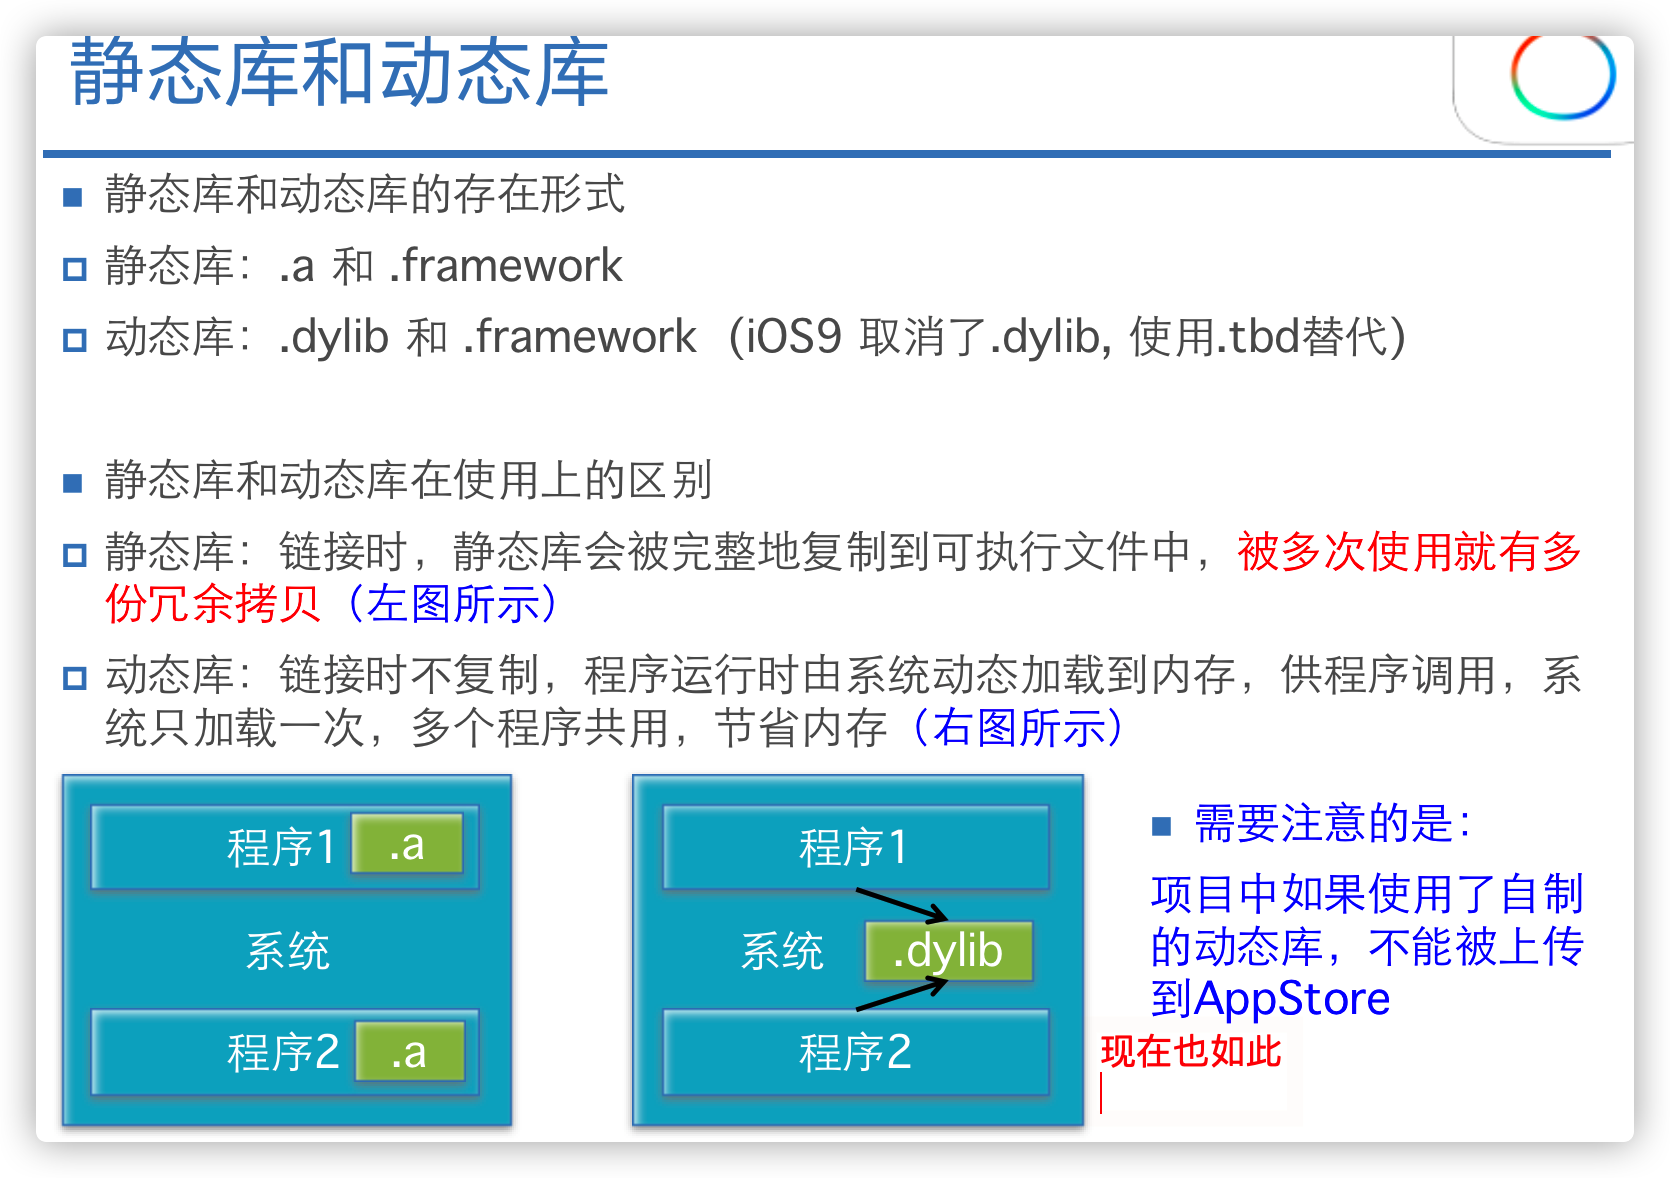 静态库和动态库
静态库和动态库的存在形式
静态库：.a 和 .framework
动态库：.dylib 和 .framework（iOS9 取消了.dylib, 使用.tbd替代）
静态库和动态库在使用上的区别
静态库：链接时，静态库会被完整地复制到可执行文件中，被多次使用就有多
份冗余拷贝（左图所示）
动态库：链接时不复制，程序运行时由系统动态加载到内存，供程序调用，系
统只加载一次，多个程序共用，节省内存（右图所示）
程序1 .a
系统
程序2 .a
程序1
系统 .dylib
程序2
需要注意的是：
项目中如果使用了自制
的动态库，不能被上传
到AppStore
现在也如此